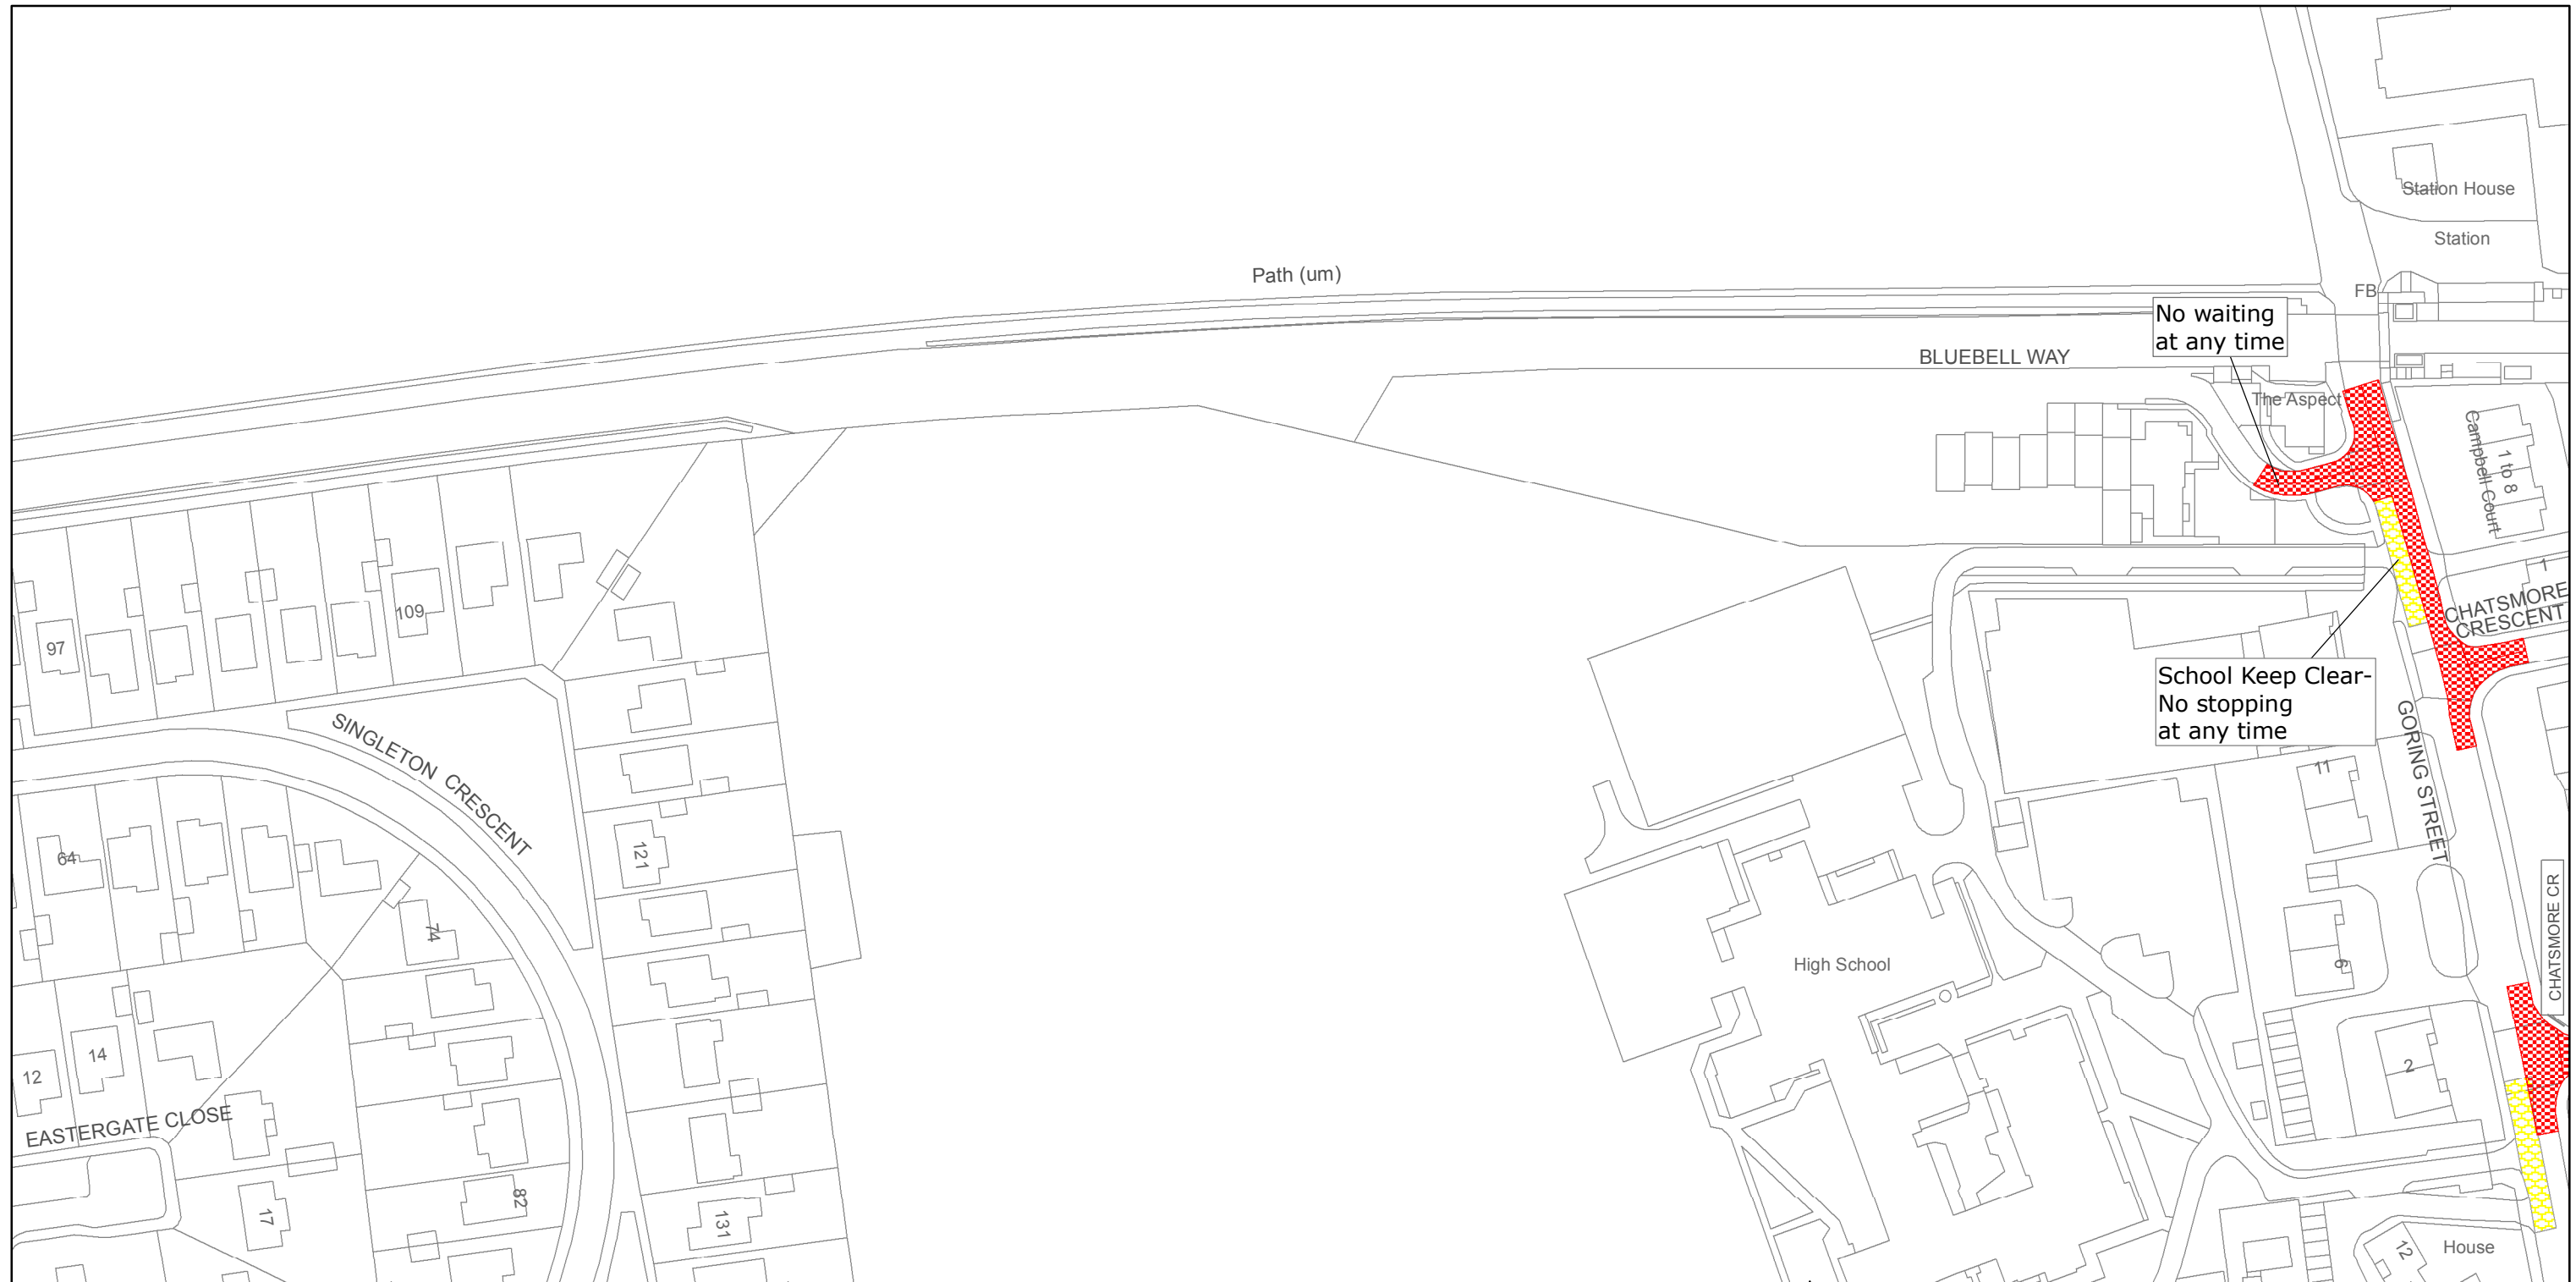 Station House
Station
Path (um)
FB
No waiting
at any time
BLUEBELL WAY
The Aspect
Campbell Court
1 to 8
1
CHATSMORE
CRESCENT
School Keep Clear-
No stopping
at any time
GORING STREET
109
97
SINGLETON CRESCENT
11
64
121
74
CHATSMORE CR
High School
6
14
12
2
EASTERGATE CLOSE
82
17
131
12
House